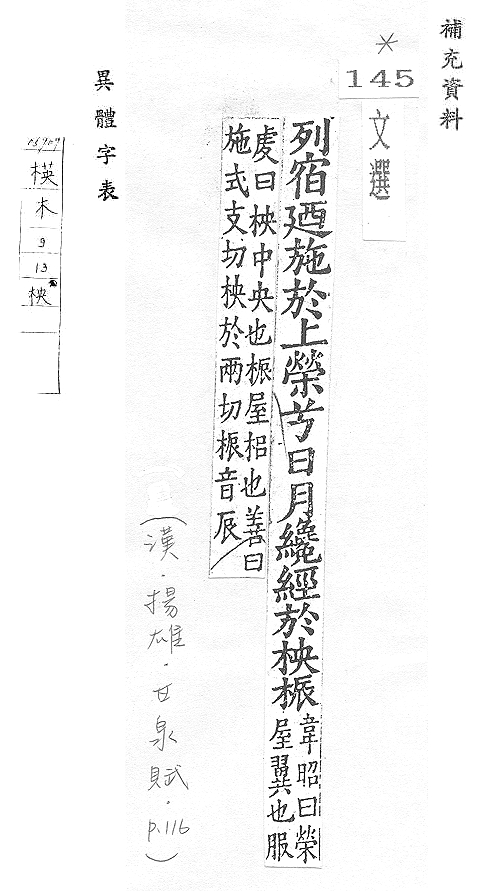 補充資料
*
145
文選
列宿迺施於上榮兮日月纔經於柍桭
韋昭曰榮
屋翼也服
虔曰柍中央也桭屋梠也善曰
施式支切柍於兩切桭音辰
(漢.揚雄.甘泉賦.p.116)
異體字表
楧
木
9
13
柍